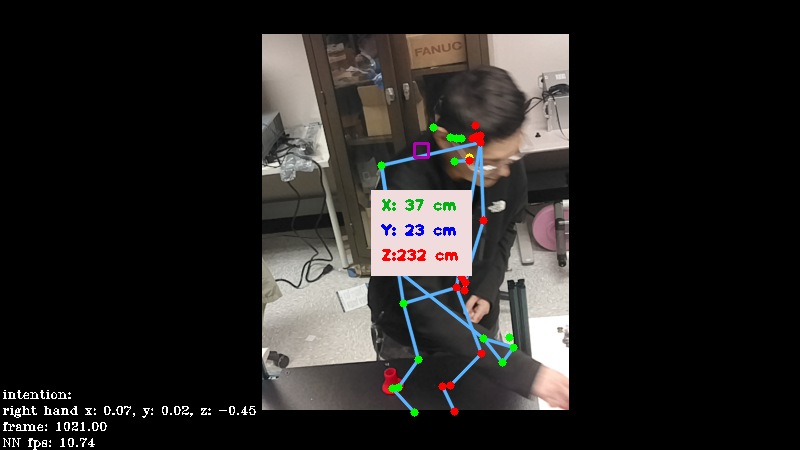 FANUC
X: 37 cm
Y: 23 cm
Z:232 cm
intention:
right hand x: 0.07, y: 0.02, z: −0.45
frame: 1021.00
NN fps: 10.74